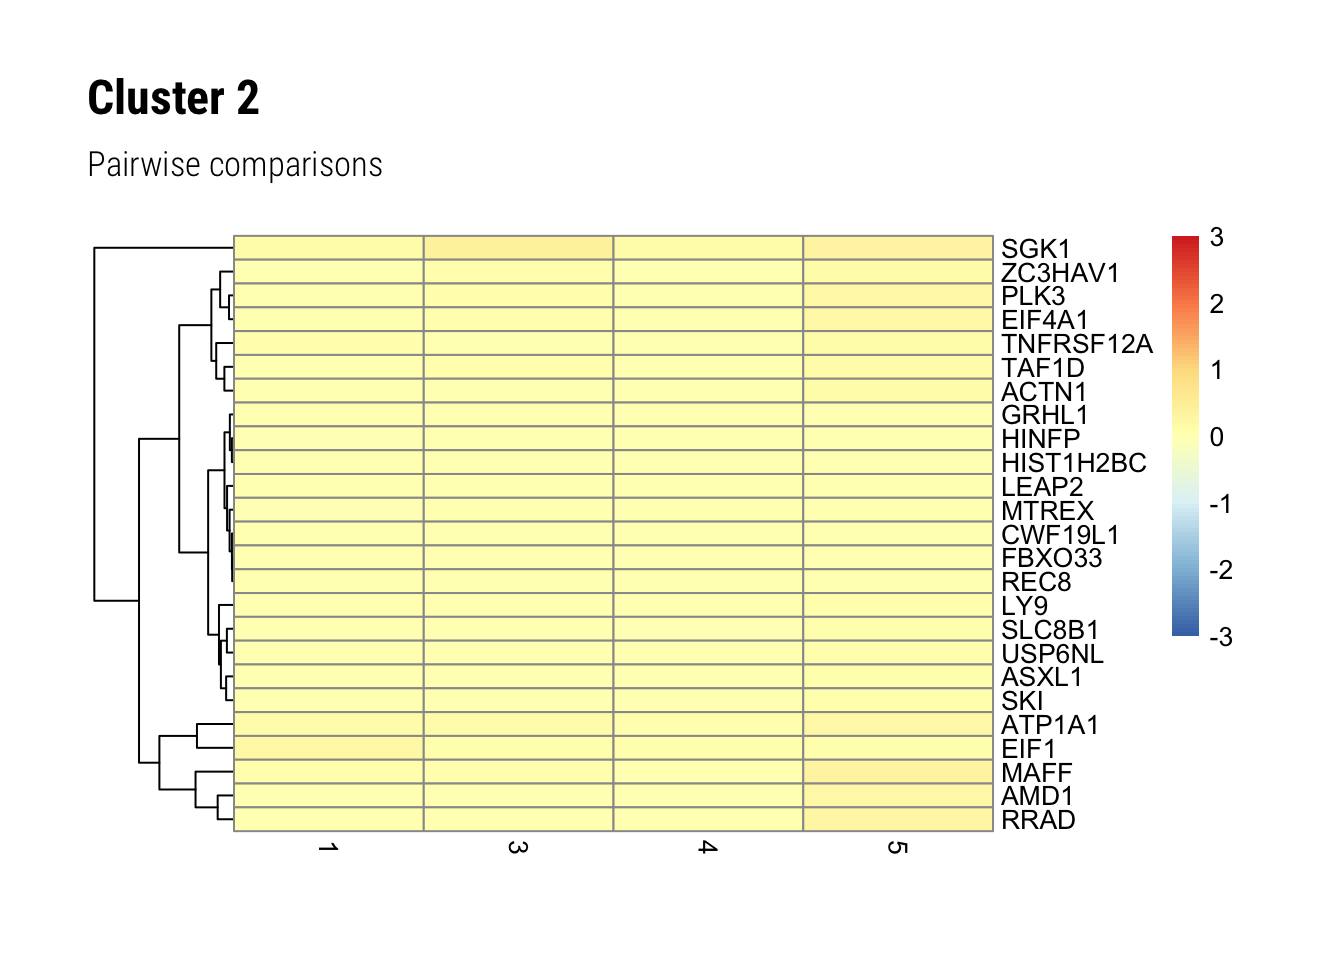 Cluster 2
Pairwise comparisons
SGK1
ZC3HAV1
PLK3
EIF4A1
TNFRSF12A
TAF1D
ACTN1
GRHL1
HINFP
HIST1H2BC
LEAP2
MTREX
CWF19L1
FBXO33
REC8
LY9
SLC8B1
USP6NL
ASXL1
SKI
ATP1A1
EIF1
MAFF
AMD1
RRAD
3
2
1
0
-1
-2
-3
1
3
4
5